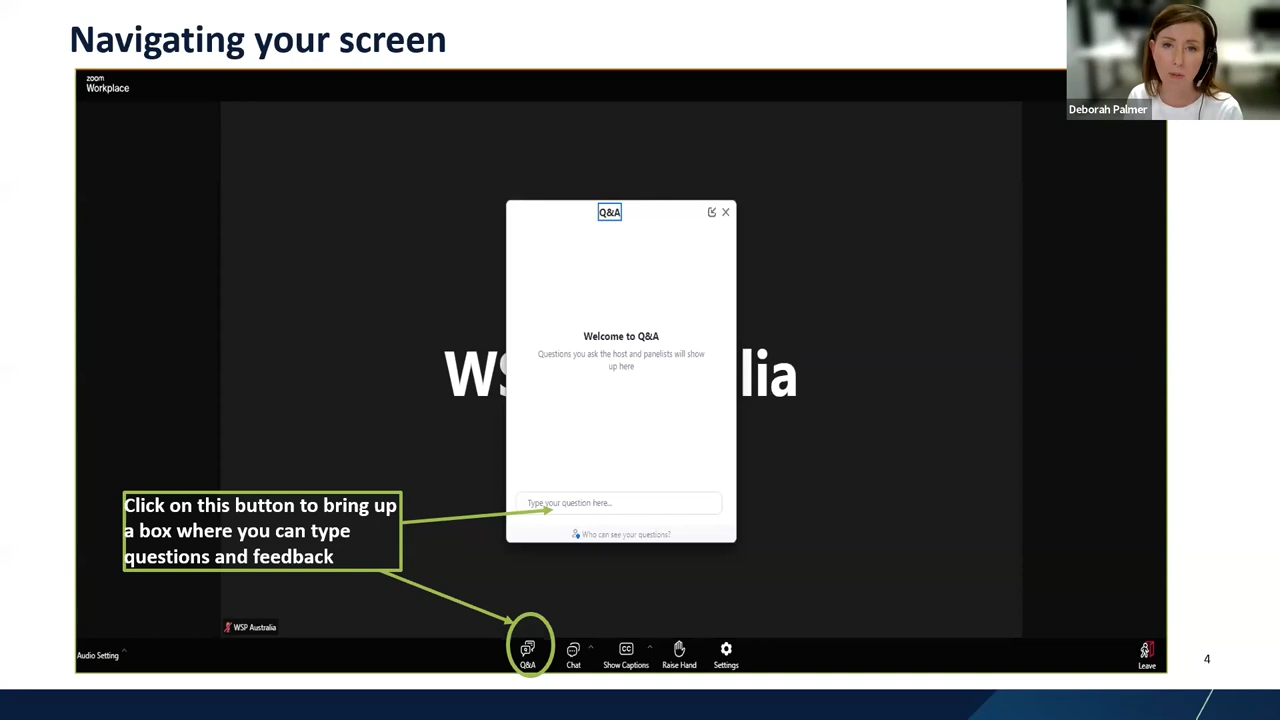 Navigating your screen
Deborah Palmer
zoom
Workplace
Q&A
Welcome to Q&A
Questions you ask the host and panelists will show
up here
WS
lia
Type your question here...
Who can see your questions?
Click on this button to bring up
a box where you can type
questions and feedback
WSP Australia
Audio Setting
Q&A
Chat
CC
Show Captions
Raise Hand
Settings
Leave
4